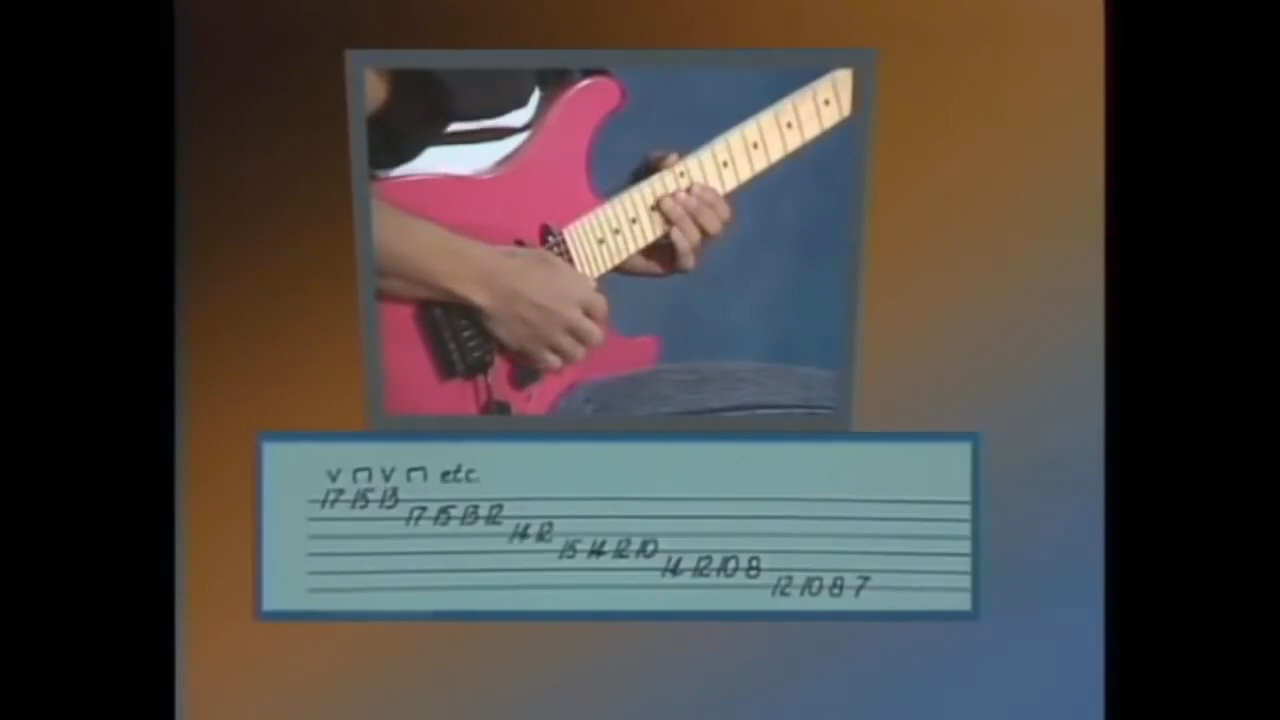 V ⊓ V ⊓ etc.
17 15 13
17 15 13 12
14 12
15 14 12 10
14 12 10 8
12 10 8 7